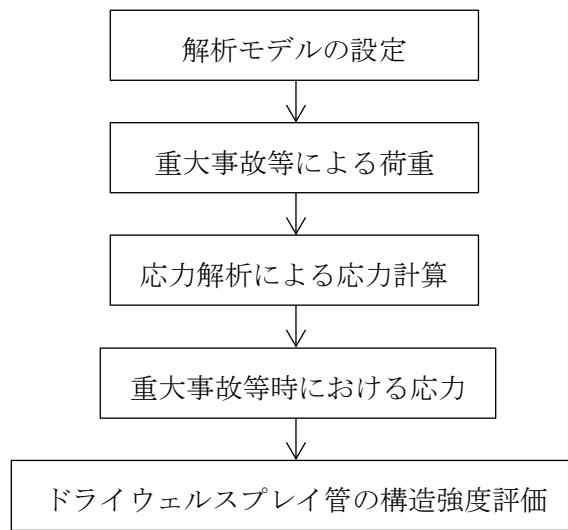 解析モデルの設定
重大事故等による荷重
応力解析による応力計算
重大事故等時における応力
ドライウェルスプレイ管の構造強度評価